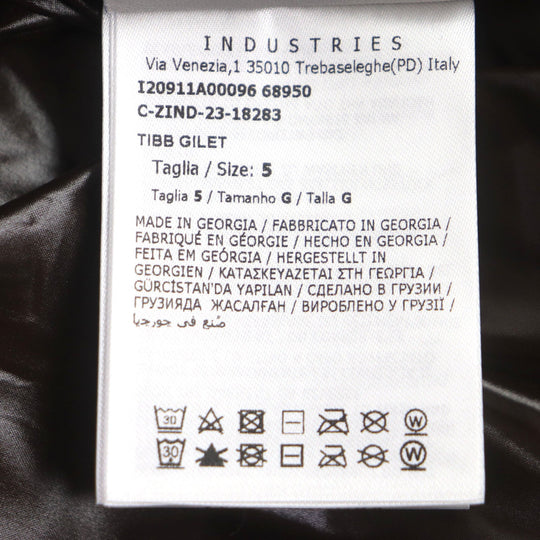 INDUSTRIES
Via Venezia,1 35010 Trebaseleghe(PD) Italy
I20911A00096 68950
C-ZIND-23-18283
TIBB GILET
Taglia / Size: 5
Taglia 5 / Tamanho G / Talla G
MADE IN GEORGIA / FABBRICATO IN GEORGIA /
FABRIQUÉ EN GÉORGIE / HECHO EN GEORGIA /
FEITA EM GEÓRGIA / HERGESTELLT IN
GEORGIEN / ΚΑΤΑΣΚΕΥΑΖΕΤΑΙ ΣΤΗ ΓΕΩΡΓΙΑ /
GÜRCİSTAN'DA YAPILAN / СДЕЛАНО В ГРУЗИИ /
ГРУЗИЯДА ЖАСАЛҒАН / ВИРОБЛЕНО У ГРУЗІЇ /
صُنع في جورجيا
30 W
30 W